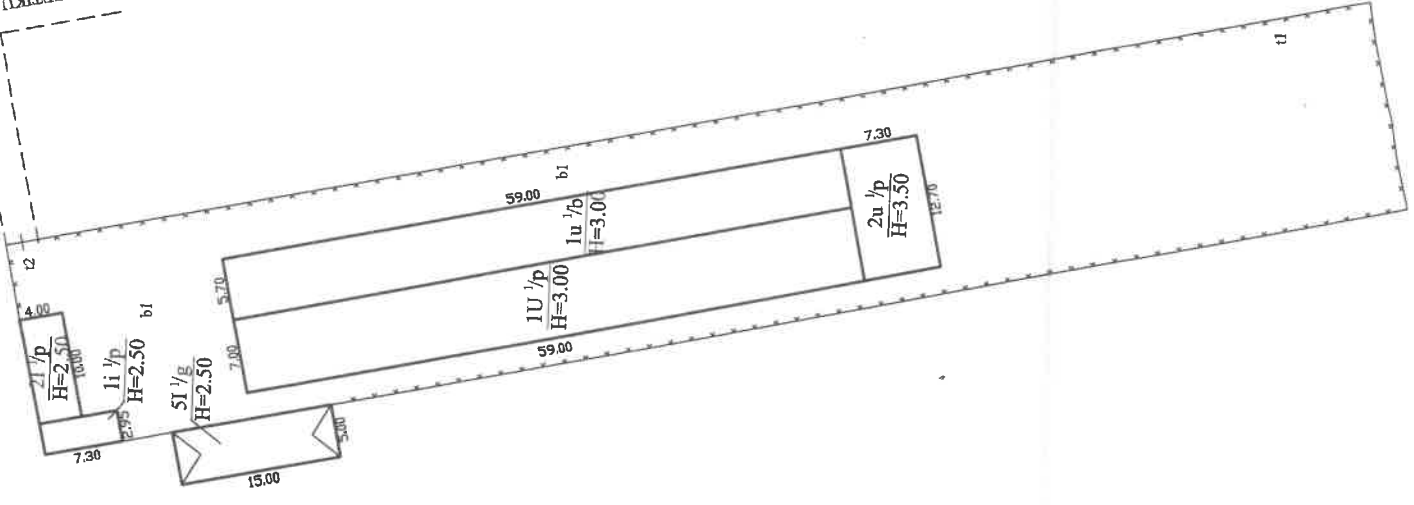 t1
7.30
b1
59.00
1u 1/b
H=3.00
2u 1/p
H=3.50
12.70
t2
5.70
1U 1/p
H=3.00
4.00
b1
2I 1/p
H=2.50
10.00
1i 1/p
H=2.50
7.00
59.00
5I 1/g
H=2.50
2.95
7.30
5.00
15.00